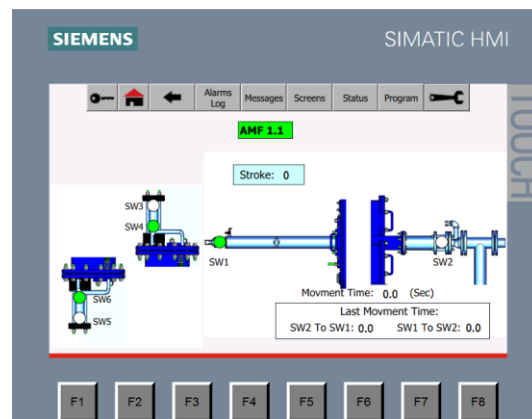 SIEMENS
SIMATIC HMI
TOUCH
Alarms Log
Messages
Screens
Status
Program
AMF 1.1
Stroke: 0
SW3
SW4
SW1
SW2
SW6
SW5
Movment Time: 0.0 (Sec)
Last Movment Time:
SW2 To SW1: 0.0 SW1 To SW2: 0.0
F1 F2 F3 F4 F5 F6 F7 F8